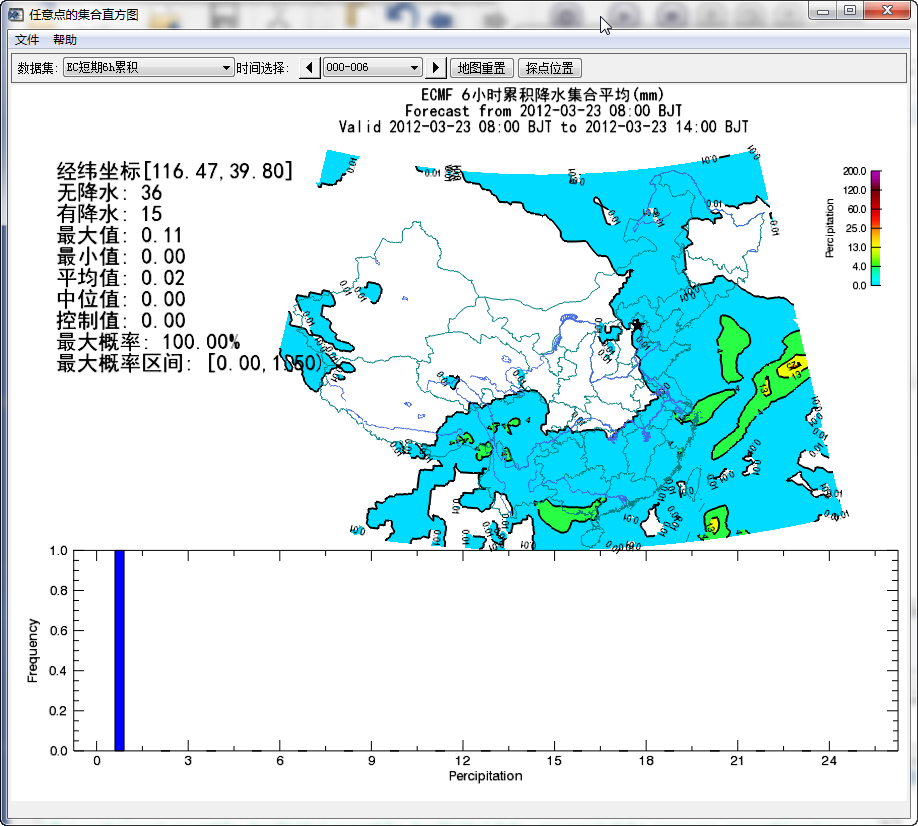 任意点的集合直方图
文件 帮助
数据集: EC短期6h累积 时间选择: 000-006 地图重置 探点位置
ECMF 6小时累积降水集合平均(mm)
Forecast from 2012-03-23 08:00 BJT
Valid 2012-03-23 08:00 BJT to 2012-03-23 14:00 BJT
经纬坐标[116.47,39.80]
无降水: 36
有降水: 15
最大值: 0.11
最小值: 0.00
平均值: 0.02
中位值: 0.00
控制值: 0.00
最大概率: 100.00%
最大概率区间: [0.00,1.50)
Percipitation
200.0
120.0
60.0
25.0
13.0
4.0
0.0
Frequency
1.0
0.8
0.6
0.4
0.2
0.0
0 3 6 9 12 15 18 21 24
Percipitation